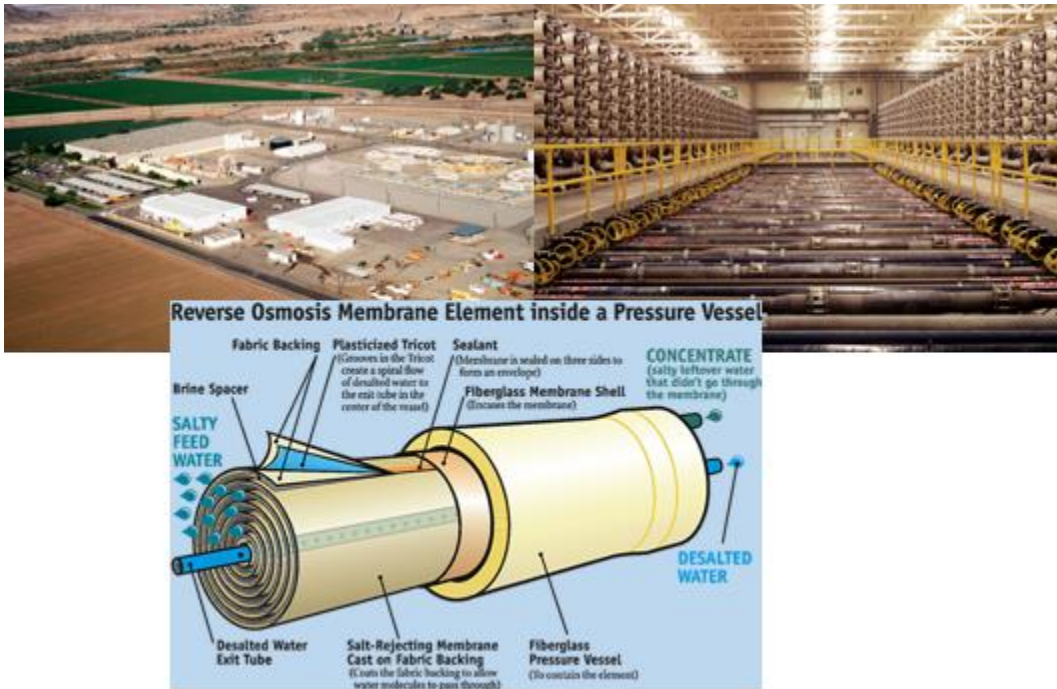 Reverse Osmosis Membrane Element inside a Pressure Vessel
Fabric Backing
Plasticized Tricot
(Grooves in the Tricot
create a spiral flow
of desalted water to
the exit tube in the
center of the vessel)
Sealant
(Membrane is sealed on three sides to
form an envelope)
Fiberglass Membrane Shell
(Encases the membrane)
CONCENTRATE
(salty leftover water
that didn't go through
the membrane)
Brine Spacer
SALTY
FEED
WATER
DESALTED
WATER
Desalted Water
Exit Tube
Salt-Rejecting Membrane
Cast on Fabric Backing
(Coats the fabric backing to allow
water molecules to pass through)
Fiberglass
Pressure Vessel
(To contain the element)